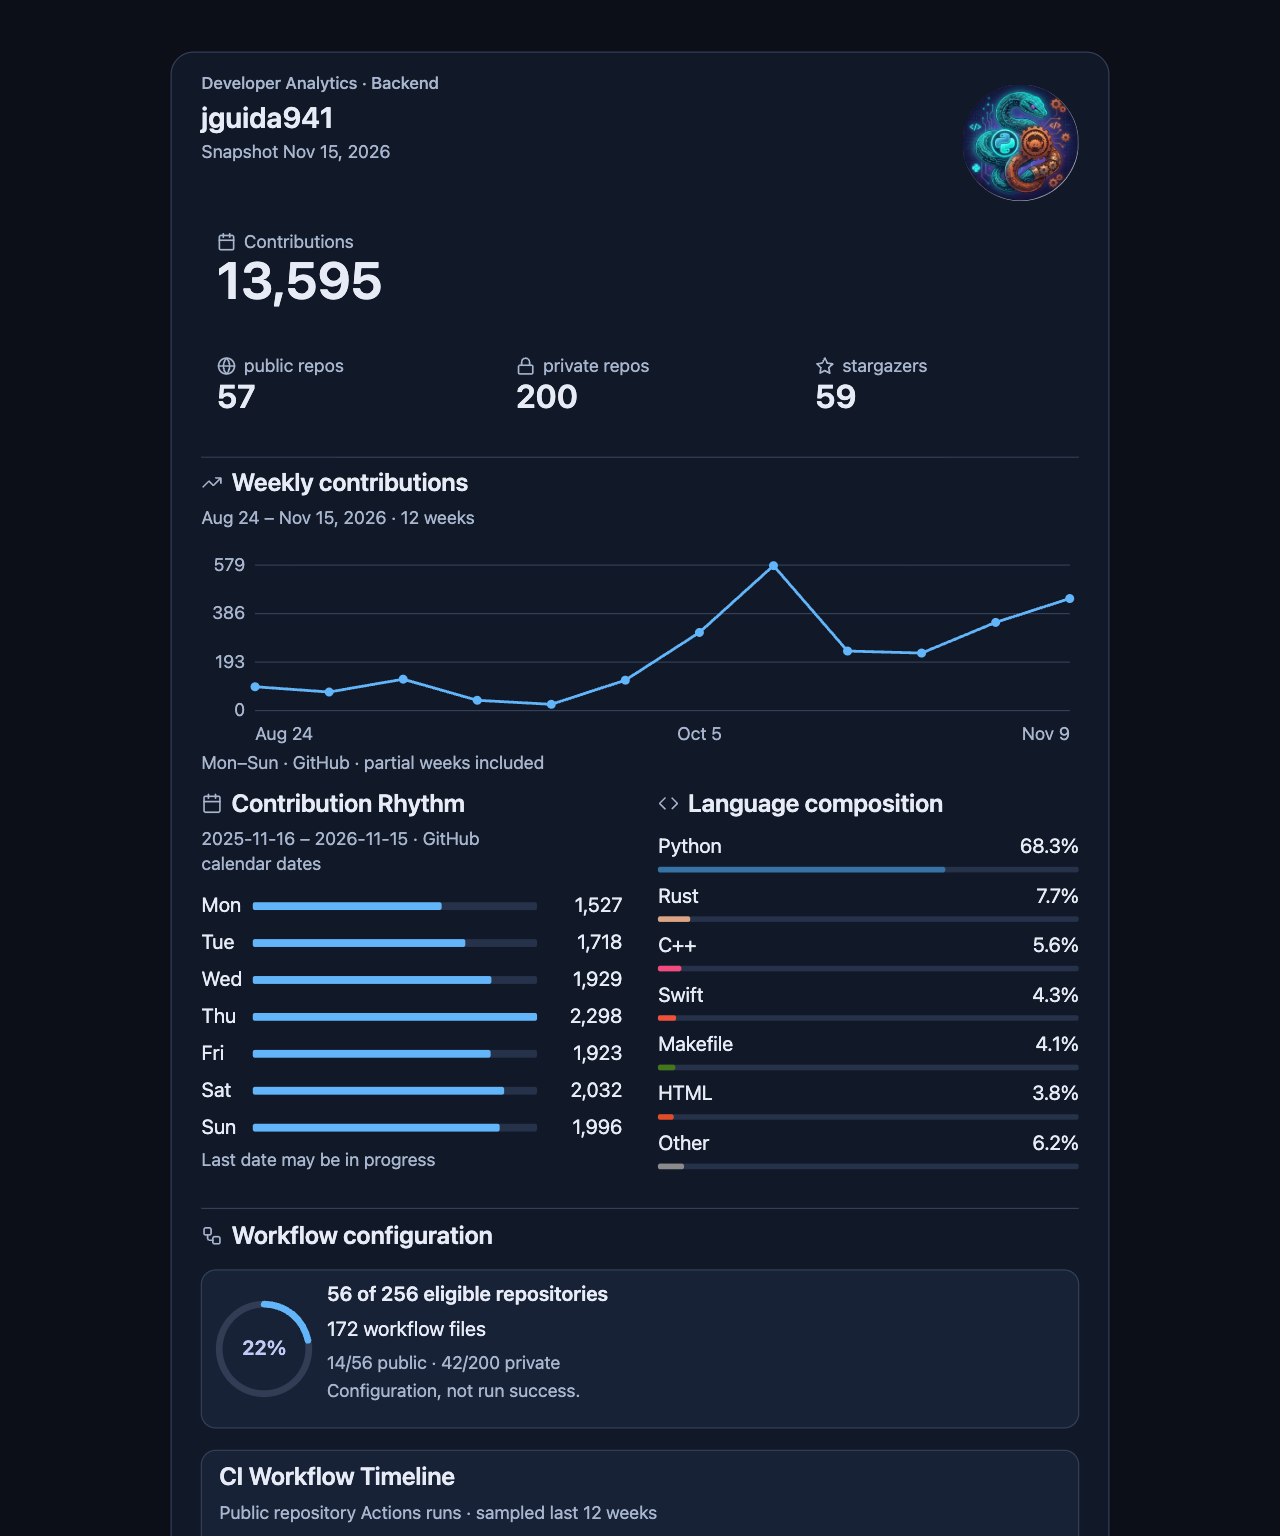 Developer Analytics · Backend
jguida941
Snapshot Nov 15, 2026
Contributions
13,595
public repos
57
private repos
200
stargazers
59
Weekly contributions
Aug 24 – Nov 15, 2026 · 12 weeks
579
386
193
0
Aug 24
Oct 5
Nov 9
Mon–Sun · GitHub · partial weeks included
Contribution Rhythm
2025-11-16 – 2026-11-15 · GitHub
calendar dates
Mon 1,527
Tue 1,718
Wed 1,929
Thu 2,298
Fri 1,923
Sat 2,032
Sun 1,996
Last date may be in progress
Language composition
Python 68.3%
Rust 7.7%
C++ 5.6%
Swift 4.3%
Makefile 4.1%
HTML 3.8%
Other 6.2%
Workflow configuration
22%
56 of 256 eligible repositories
172 workflow files
14/56 public · 42/200 private
Configuration, not run success.
CI Workflow Timeline
Public repository Actions runs · sampled last 12 weeks